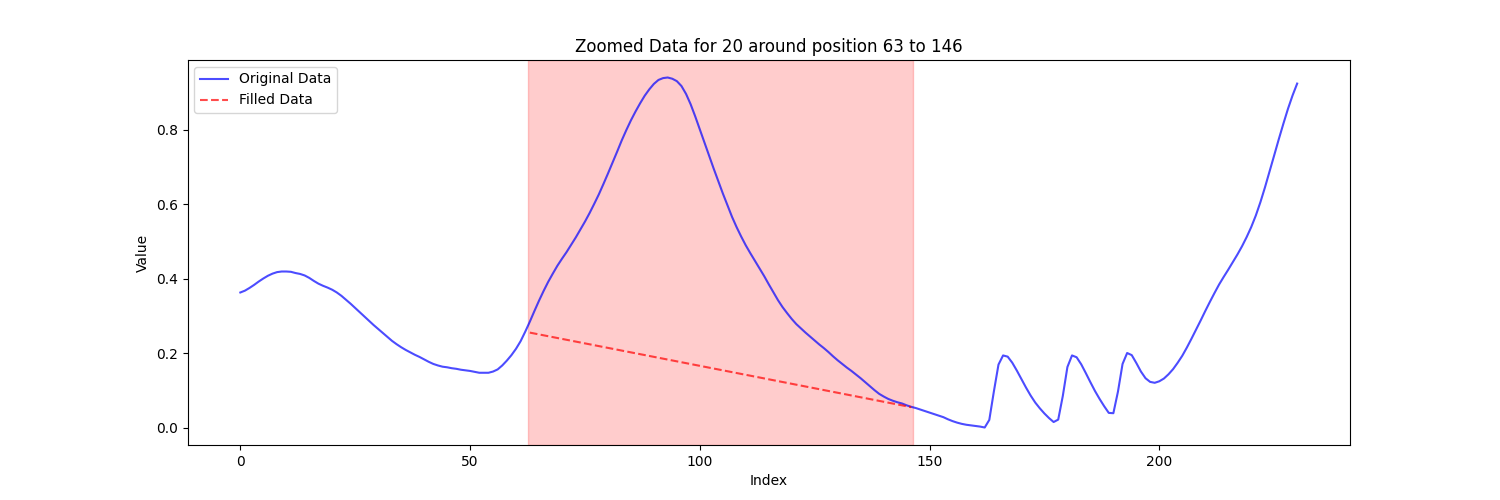 Zoomed Data for 20 around position 63 to 146
Original Data
Filled Data
Value
0.8
0.6
0.4
0.2
0.0
0 50 100 150 200
Index